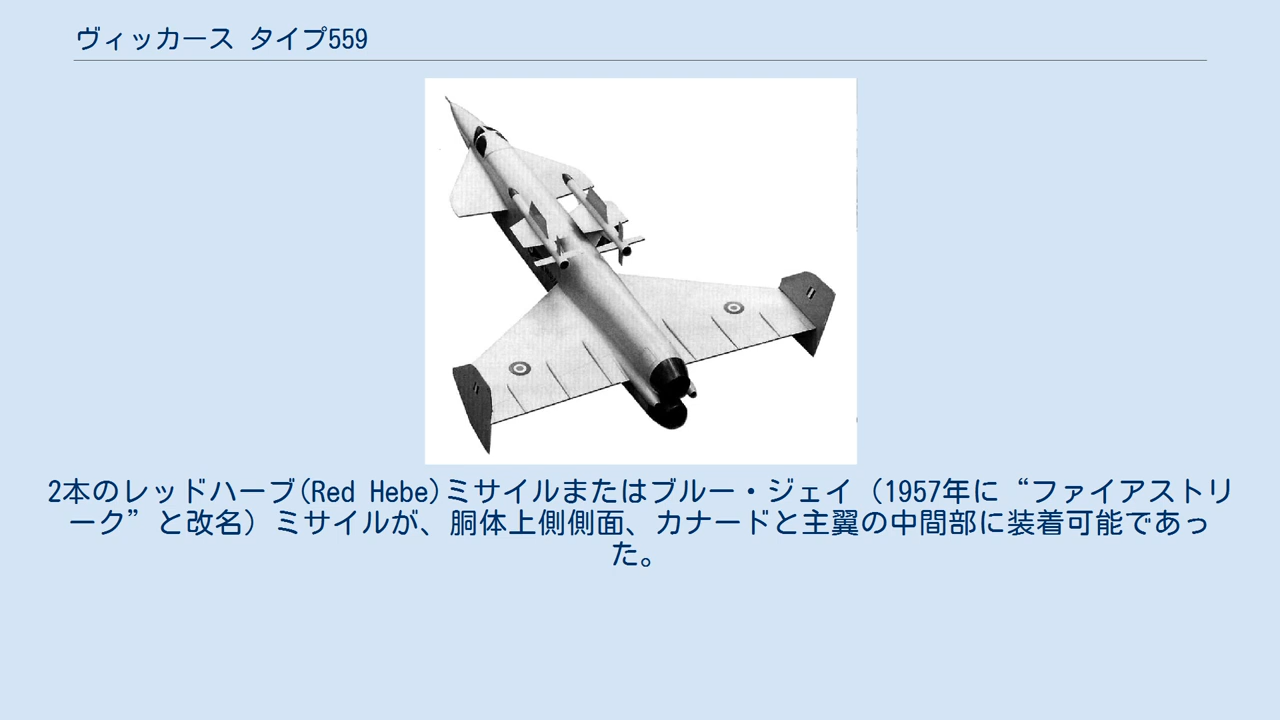 ヴィッカース タイプ559
2本のレッドハーブ(Red Hebe)ミサイルまたはブルー・ジェイ（1957年に“ファイアストリ
ーク”と改名）ミサイルが、胴体上側側面、カナードと主翼の中間部に装着可能であっ
た。